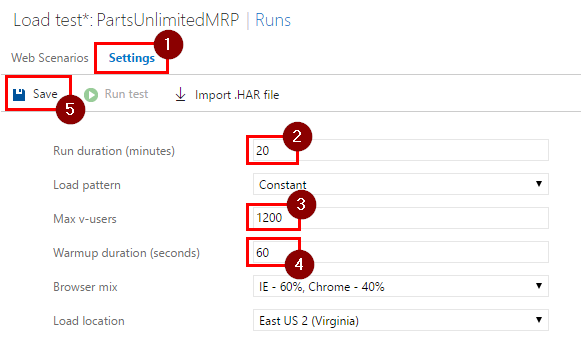 Load test*: PartsUnlimitedMRP | Runs
1
Web Scenarios Settings
Save Run test Import .HAR file
5
2
Run duration (minutes) 20
Load pattern Constant
3
Max v-users 1200
Warmup duration (seconds) 60
4
Browser mix IE - 60%, Chrome - 40%
Load location East US 2 (Virginia)